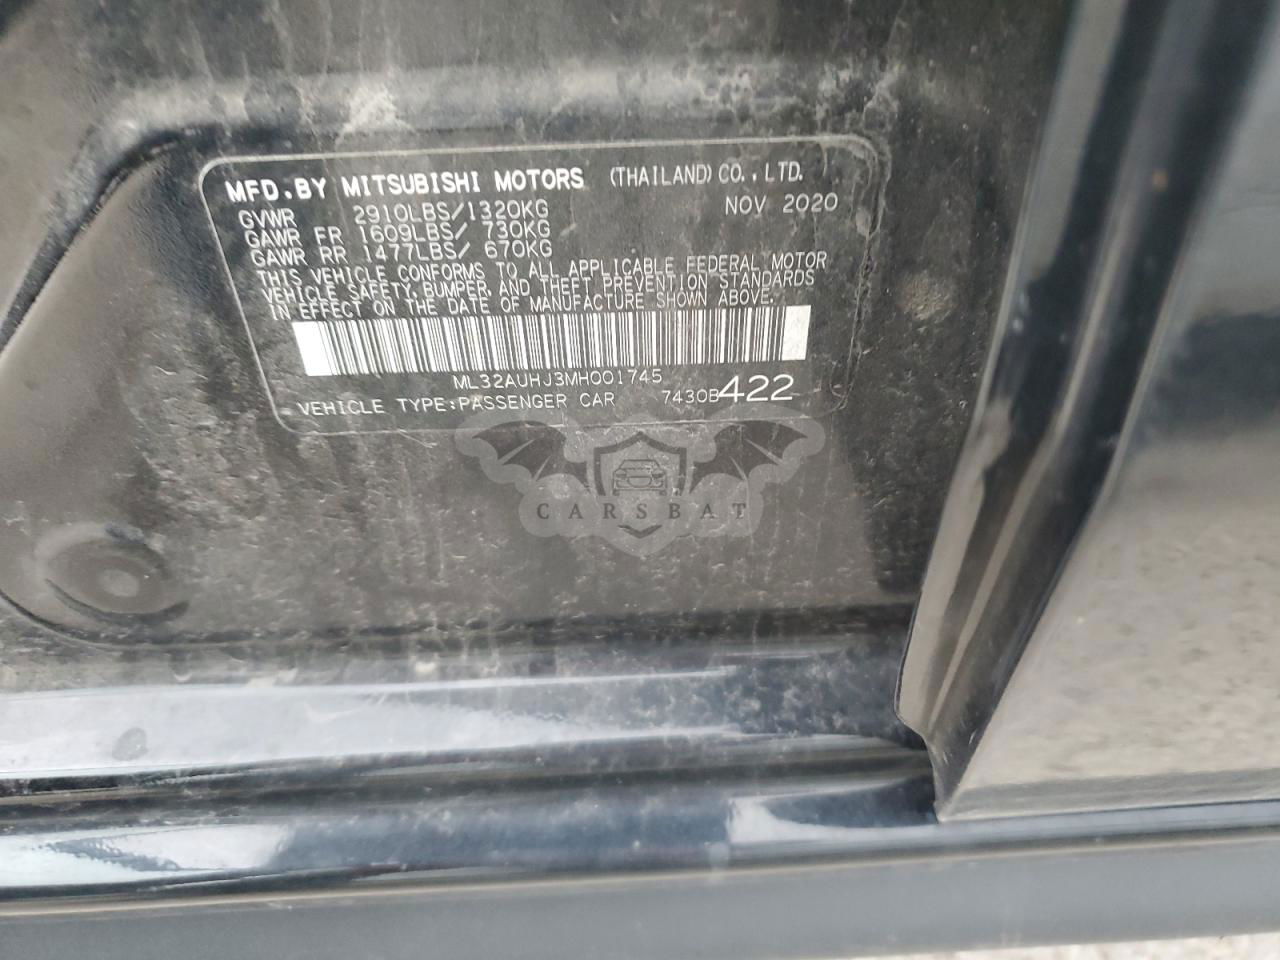 MFD. BY MITSUBISHI MOTORS (THAILAND) CO., LTD.
GVWR 2910LBS/1320KG NOV 2020
GAWR FR 1609LBS/ 730KG
GAWR RR 1477LBS/ 670KG
THIS VEHICLE CONFORMS TO ALL APPLICABLE FEDERAL MOTOR
VEHICLE SAFETY, BUMPER, AND THEFT PREVENTION STANDARDS
IN EFFECT ON THE DATE OF MANUFACTURE SHOWN ABOVE.
ML32AUHJ3MH001745
VEHICLE TYPE:PASSENGER CAR 7430B422
CARSBAT